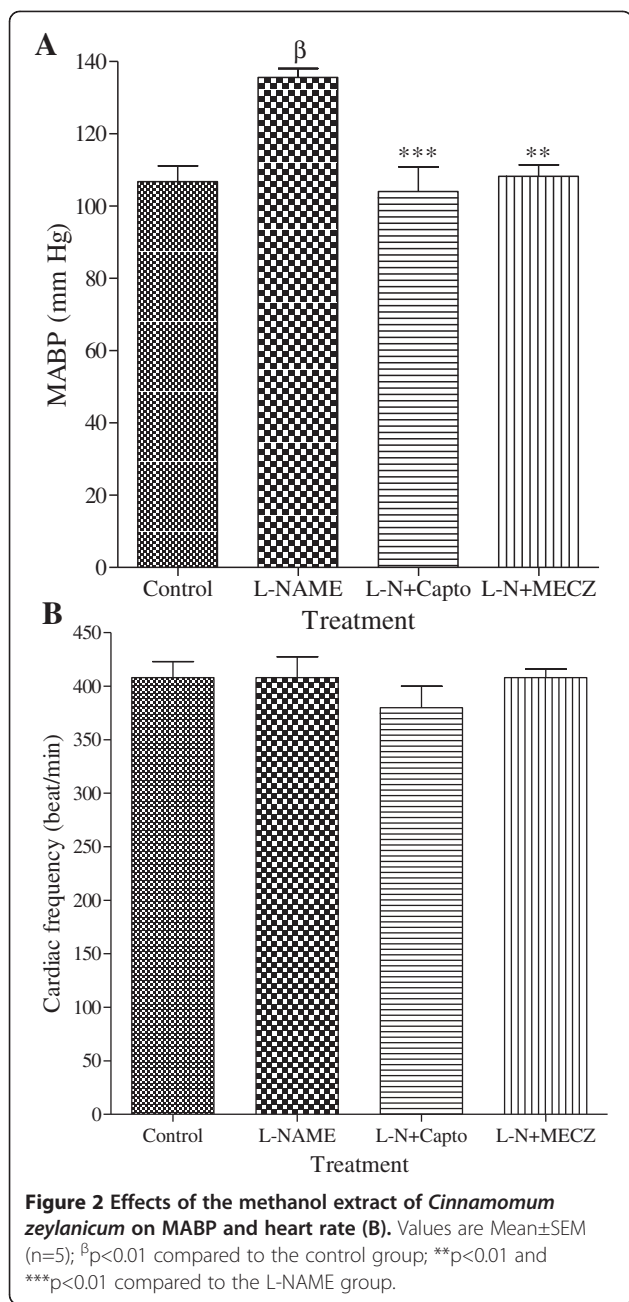 A
β
140
120
***
**
100
80
60
40
20
0
MABP (mm Hg)
Control L-NAME L-N+Capto L-N+MECZ
Treatment
B
450
400
350
300
250
200
150
100
50
0
Cardiac frequency (beat/min)
Control L-NAME L-N+Capto L-N+MECZ
Treatment
Figure 2 Effects of the methanol extract of Cinnamomum
zeylanicum on MABP and heart rate (B). Values are Mean±SEM
(n=5); βp<0.01 compared to the control group; **p<0.01 and
***p<0.01 compared to the L-NAME group.